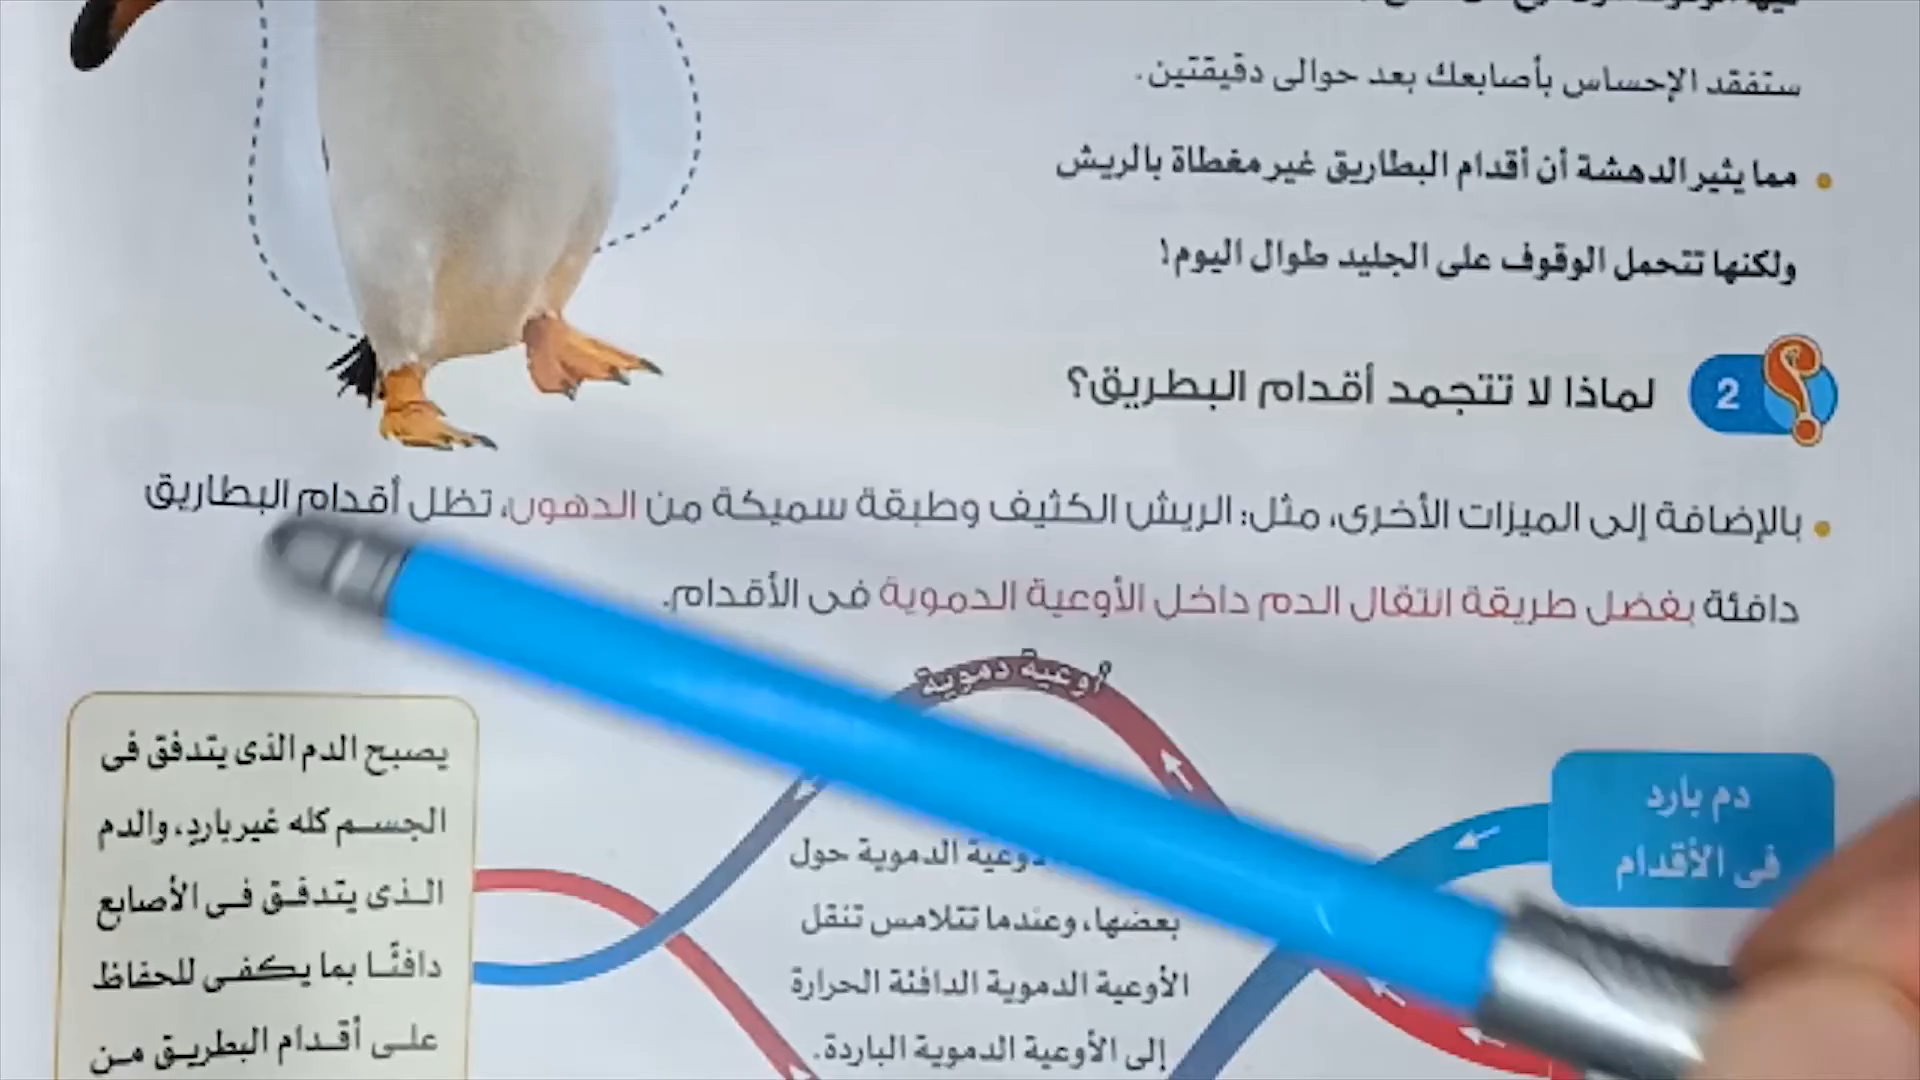 ستفقد الإحساس بأصابعك بعد حوالى دقيقتين.
• مما يثير الدهشة أن أقدام البطاريق غير مغطاة بالريش
ولكنها تتحمل الوقوف على الجليد طوال اليوم!
2 لماذا لا تتجمد أقدام البطريق؟
• بالإضافة إلى الميزات الأخرى، مثل: الريش الكثيف وطبقة سميكة من الدهون، تظل أقدام البطاريق
دافئة بفضل طريقة انتقال الدم داخل الأوعية الدموية فى الأقدام.
أوعية دموية
دم بارد
فى الأقدام
الدموية حول
بعضها، وعندما تتلامس تنقل
الأوعية الدموية الدافئة الحرارة
إلى الأوعية الدموية الباردة.
يصبح الدم الذى يتدفق فى
الجسم كله غير باردٍ، والدم
الذى يتدفق فى الأصابع
دافئًا بما يكفى للحفاظ
على أقدام البطريق من